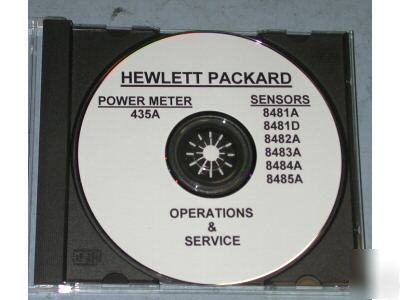 HEWLETT PACKARD
POWER METER
435A
SENSORS
8481A
8481D
8482A
8483A
8484A
8485A
OPERATIONS
&
SERVICE